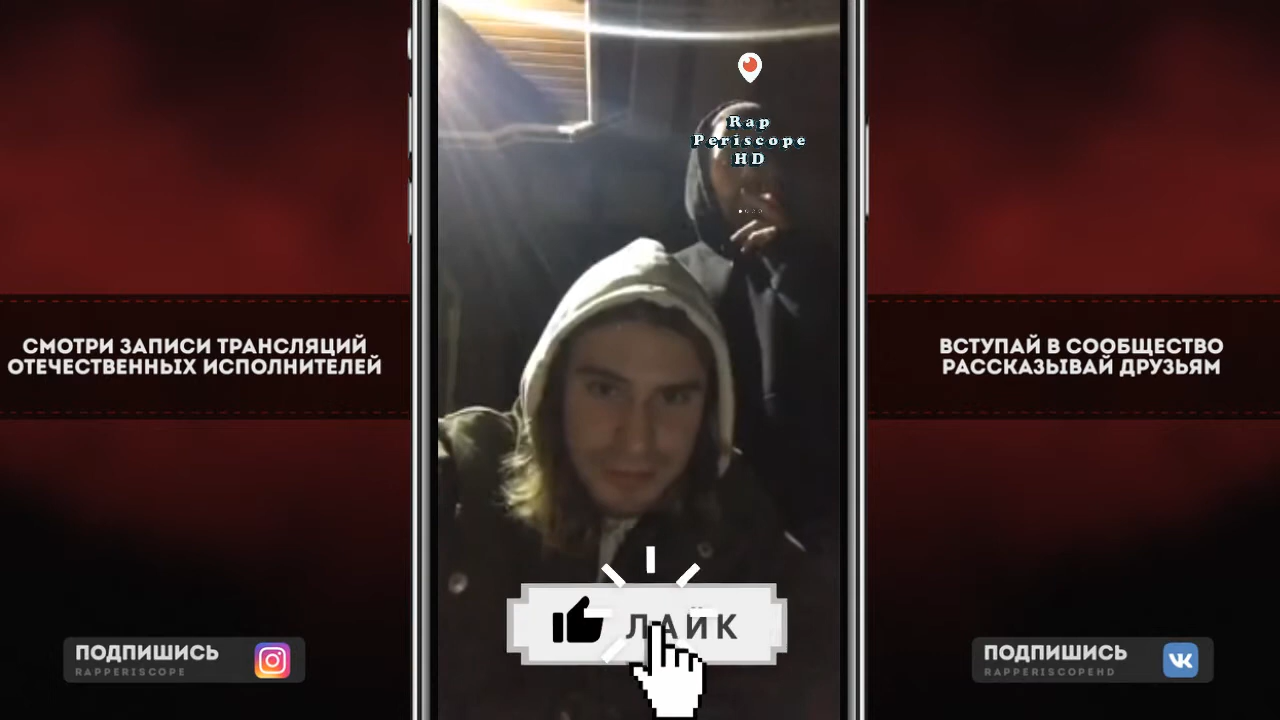 Rap
Periscope
HD
СМОТРИ ЗАПИСИ ТРАНСЛЯЦИЙ
ОТЕЧЕСТВЕННЫХ ИСПОЛНИТЕЛЕЙ
ВСТУПАЙ В СООБЩЕСТВО
РАССКАЗЫВАЙ ДРУЗЬЯМ
ЛАЙК
ПОДПИШИСЬ
RAPPERISCOPE
ПОДПИШИСЬ
RAPPERISCOPEHD